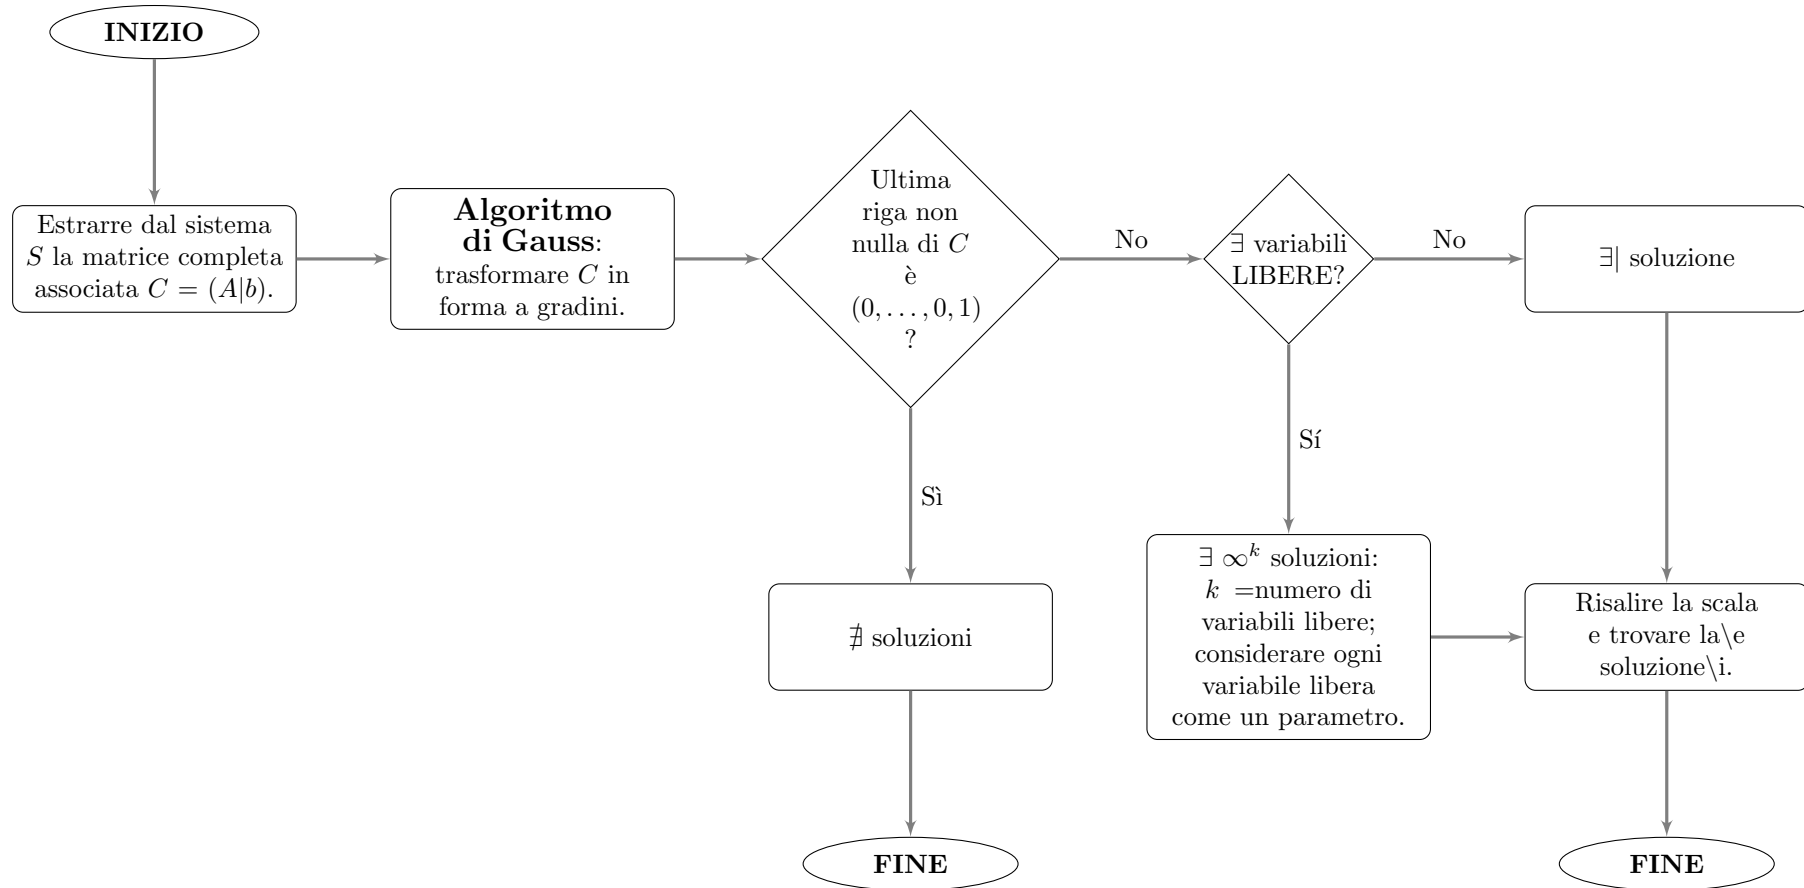 INIZIO
Estrarre dal sistema
S la matrice completa
associata C = (A|b).
Algoritmo
di Gauss:
trasformare C in
forma a gradini.
Ultima
riga non
nulla di C
è
(0, . . . , 0, 1)
?
No
∃ variabili
LIBERE?
No
∃| soluzione
Sì
Sí
∄ soluzioni
∃ ∞^k soluzioni:
k =numero di
variabili libere;
considerare ogni
variabile libera
come un parametro.
Risalire la scala
e trovare la\e
soluzione\i.
FINE
FINE